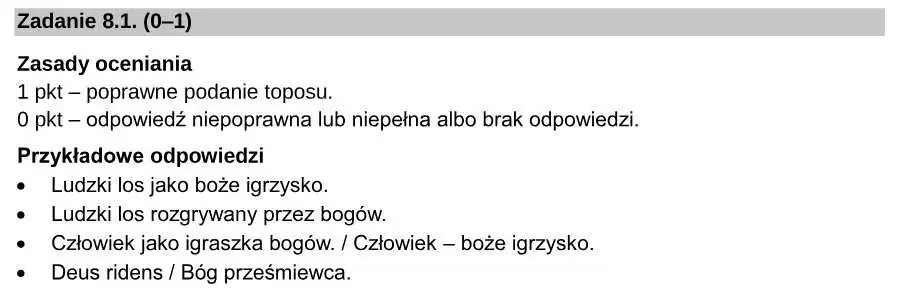 Zadanie 8.1. (0–1)
Zasady oceniania
1 pkt – poprawne podanie toposu.
0 pkt – odpowiedź niepoprawna lub niepełna albo brak odpowiedzi.
Przykładowe odpowiedzi
• Ludzki los jako boże igrzysko.
• Ludzki los rozgrywany przez bogów.
• Człowiek jako igraszka bogów. / Człowiek – boże igrzysko.
• Deus ridens / Bóg prześmiewca.